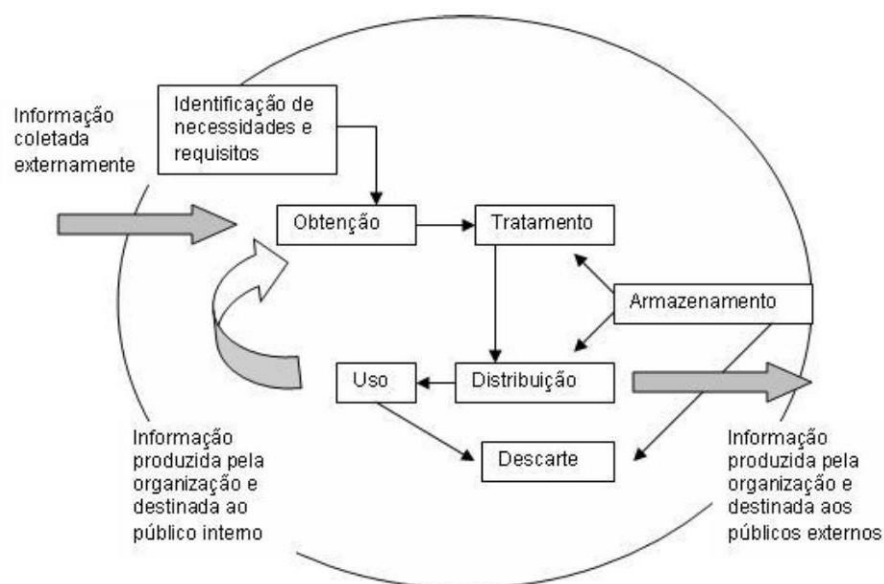 Informação
coletada
externamente
Identificação de
necessidades e
requisitos
Obtenção
Tratamento
Armazenamento
Uso
Distribuição
Descarte
Informação
produzida pela
organização e
destinada ao
público interno
Informação
produzida pela
organização e
destinada aos
públicos externos